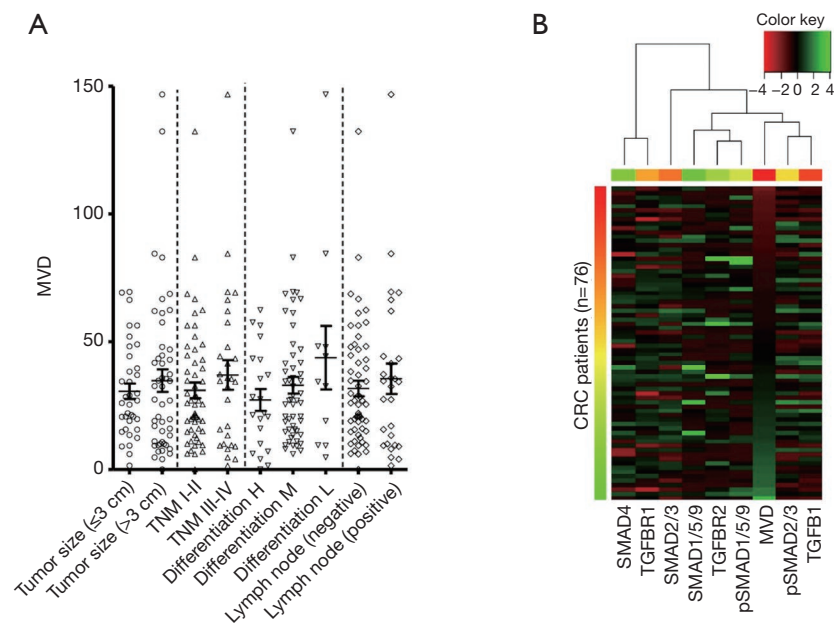 A
MVD
150
100
50
0
Tumor size (≤3 cm)
Tumor size (>3 cm)
TNM I-II
TNM III-IV
Differentiation H
Differentiation M
Differentiation L
Lymph node (negative)
Lymph node (positive)
B
Color key
-4 -2 0 2 4
CRC patients (n=76)
SMAD4
TGFBR1
SMAD2/3
SMAD1/5/9
TGFBR2
pSMAD1/5/9
MVD
pSMAD2/3
TGFB1